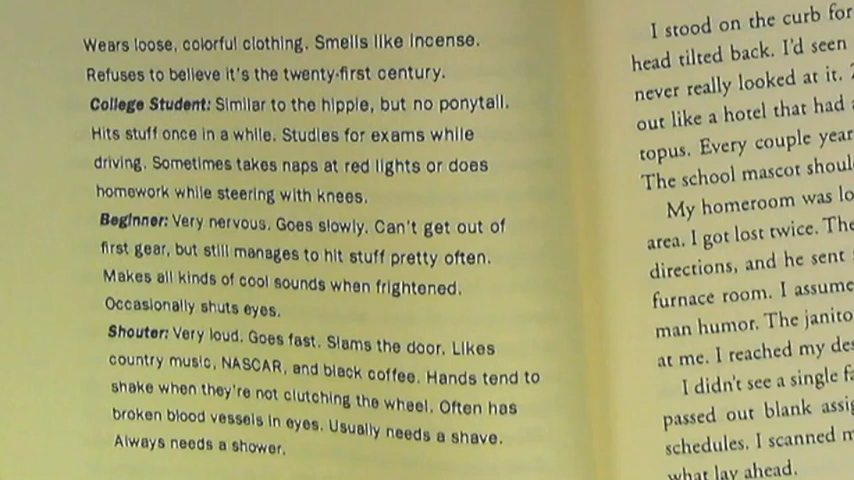 Wears loose, colorful clothing. Smells like incense.
Refuses to believe it's the twenty-first century.
College Student: Similar to the hippie, but no ponytail.
Hits stuff once in a while. Studies for exams while
driving. Sometimes takes naps at red lights or does
homework while steering with knees.
Beginner: Very nervous. Goes slowly. Can't get out of
first gear, but still manages to hit stuff pretty often.
Makes all kinds of cool sounds when frightened.
Occasionally shuts eyes.
Shouter: Very loud. Goes fast. Slams the door. Likes
country music, NASCAR, and black coffee. Hands tend to
shake when they're not clutching the wheel. Often has
broken blood vessels in eyes. Usually needs a shave.
Always needs a shower.
I stood on the curb for
head tilted back. I'd seen
never really looked at it.
out like a hotel that had
topus. Every couple year
The school mascot shoul
My homeroom was lo
area. I got lost twice. The
directions, and he sent
furnace room. I assume
man humor. The janito
at me. I reached my des
I didn't see a single fa
passed out blank assig
schedules. I scanned m
what lay ahead.